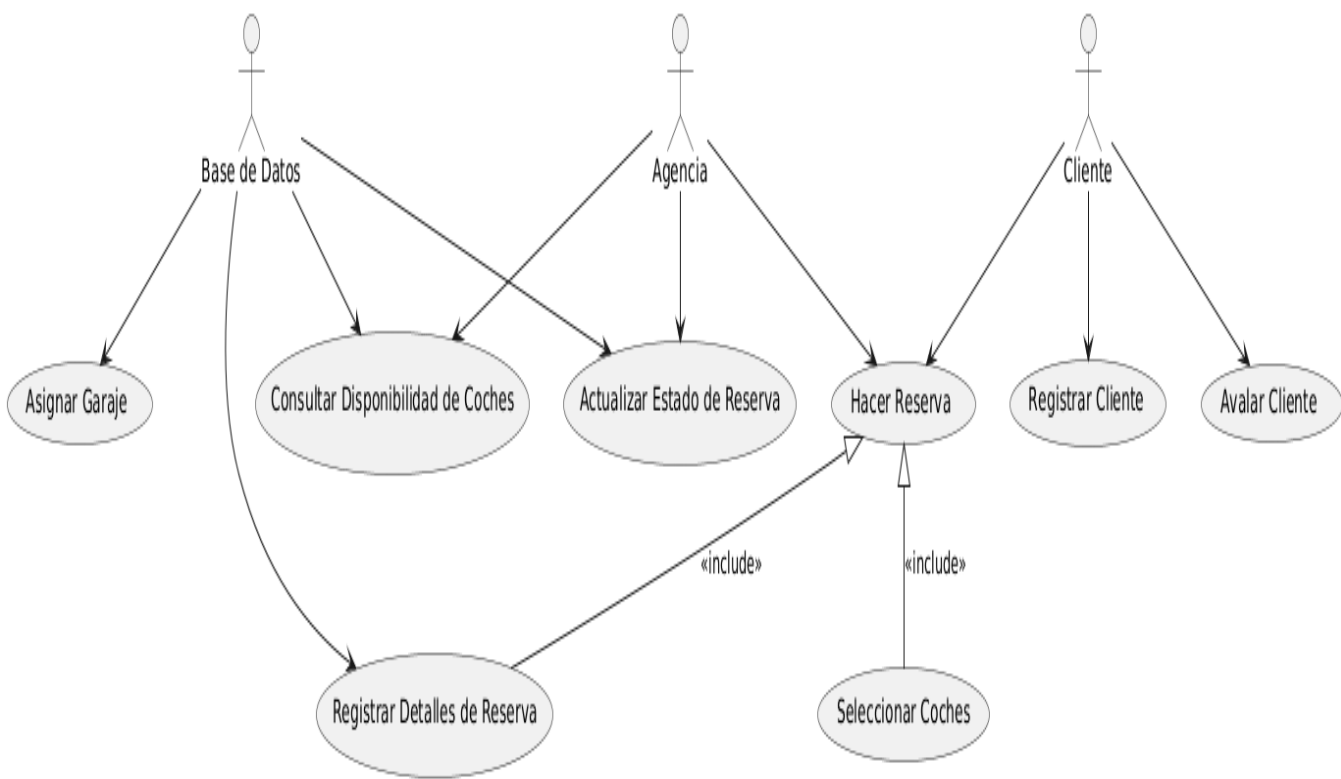 Base de Datos
Agencia
Cliente
Asignar Garaje
Consultar Disponibilidad de Coches
Actualizar Estado de Reserva
Hacer Reserva
Registrar Cliente
Avalar Cliente
«include»
«include»
Registrar Detalles de Reserva
Seleccionar Coches